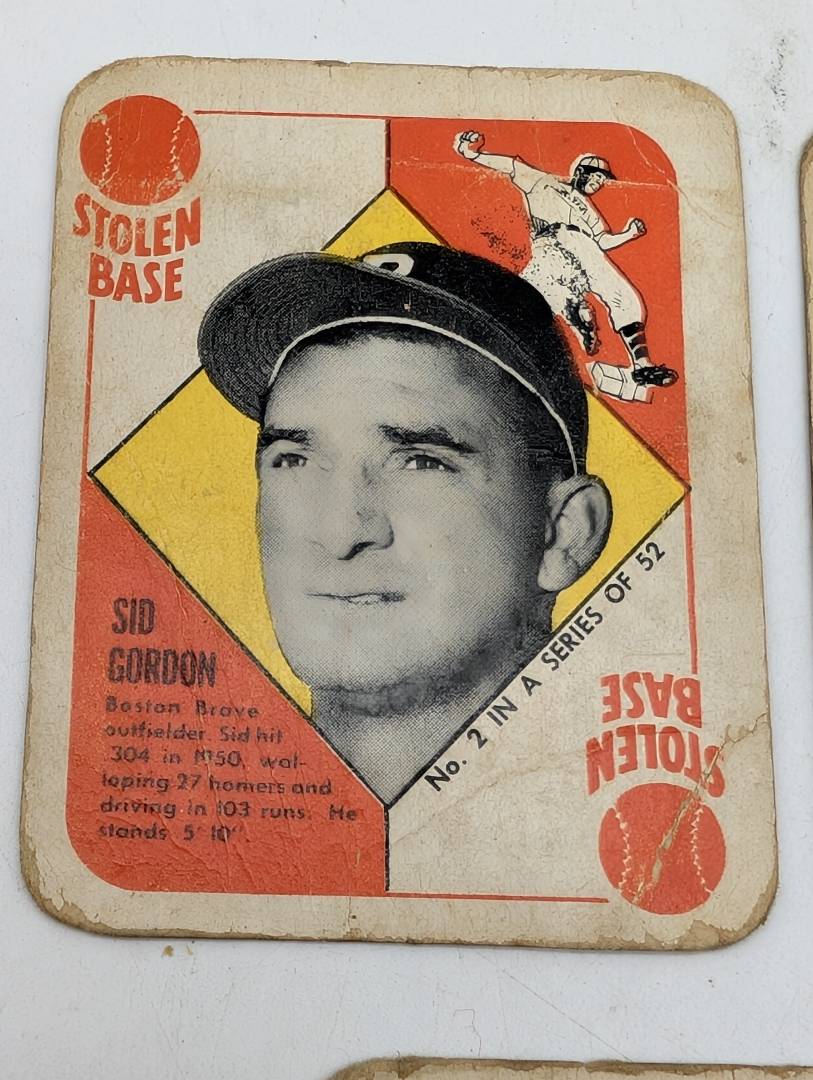 STOLEN
BASE
B
SID
GORDON
Boston Brave
outfielder. Sid hit
.304 in 1950, wal-
loping 27 homers and
driving in 103 runs. He
stands 5' 10".
No. 2 IN A SERIES OF 52
STOLEN
BASE